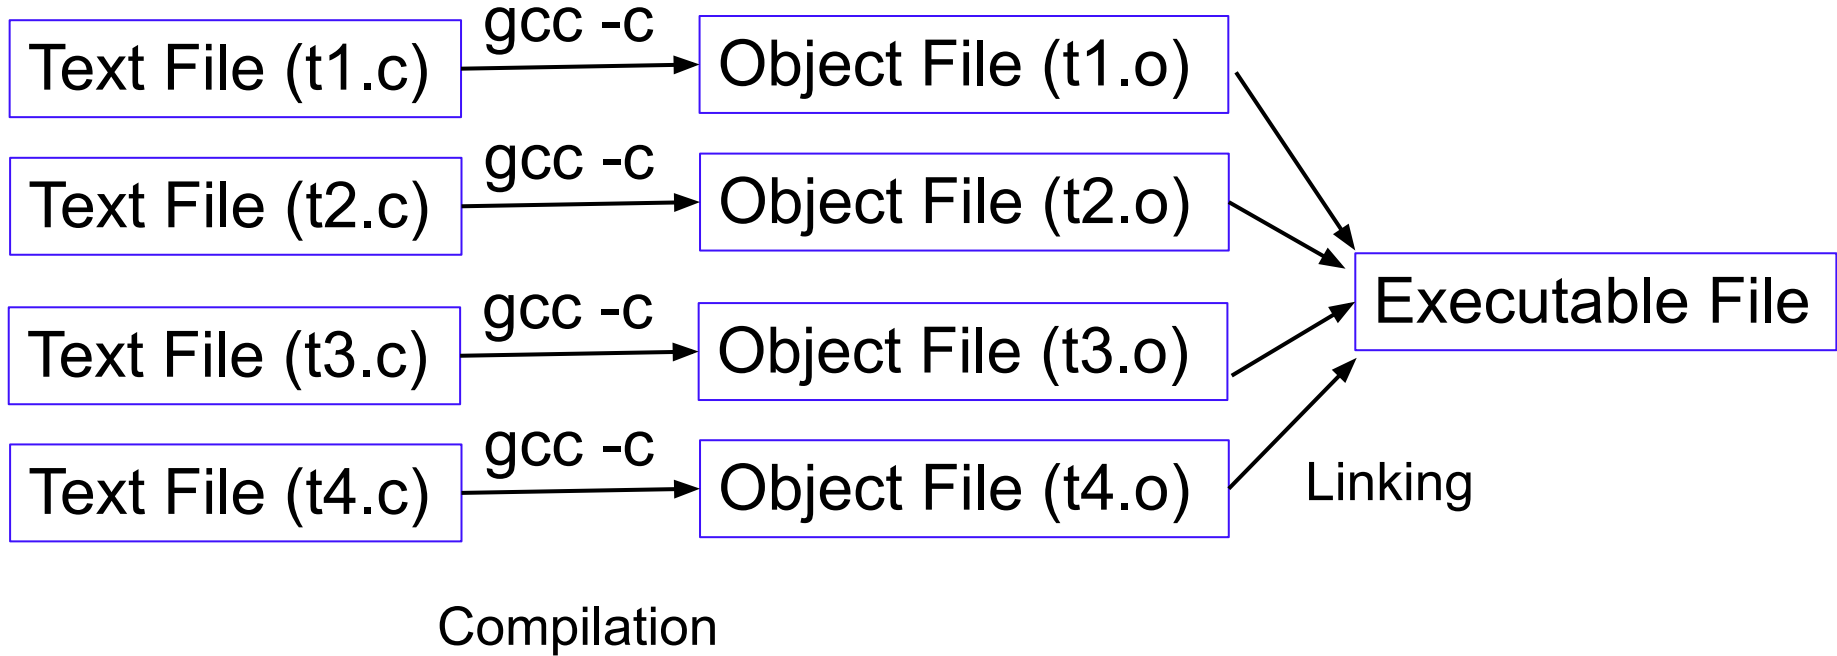 Text File (t1.c)
gcc -c
Object File (t1.o)
Text File (t2.c)
gcc -c
Object File (t2.o)
Executable File
Text File (t3.c)
gcc -c
Object File (t3.o)
Text File (t4.c)
gcc -c
Object File (t4.o)
Linking
Compilation